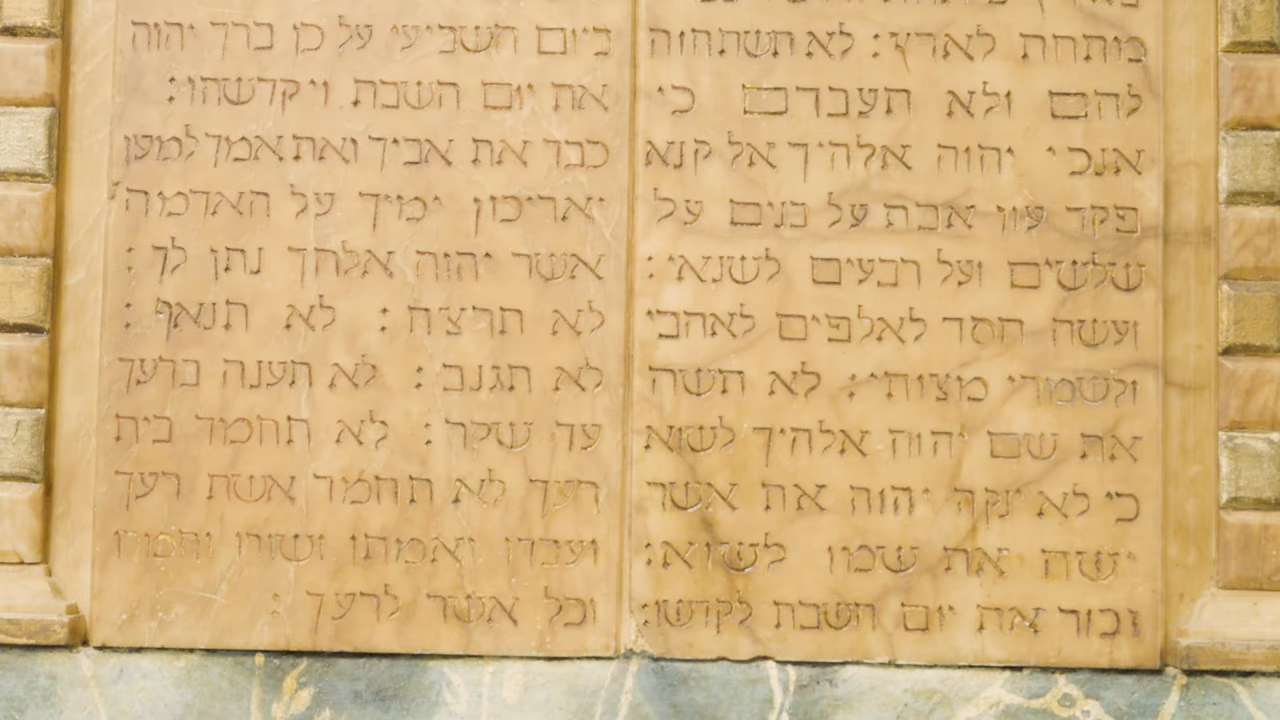 מתחת לארץ: לא תשתחוה
להם ולא תעבדם כי
אנכי יהוה אלהיך אל קנא
פקד עון אבת על בנים על
שלשים ועל רבעים לשנאי:
ועשה חסד לאלפים לאהבי
ולשמרי מצותי: לא תשה
את שם יהוה אלהיך לשוא
כי לא ינקה יהוה את אשר
ישה את שמו לשוא:
זכור את יום השבת לקדשו:
ביום השביעי על כן ברך יהוה
את יום השבת ויקדשהו:
כבד את אביך ואת אמך למען
יאריכון ימיך על האדמה
אשר יהוה אלהך נתן לך:
לא תרצח: לא תנאף:
לא תגנב: לא תענה ברעך
עד שקר: לא תחמד בית
רעך לא תחמד אשת רעך
ועבדו ואמתו ושורו וחמרו
וכל אשר לרעך: